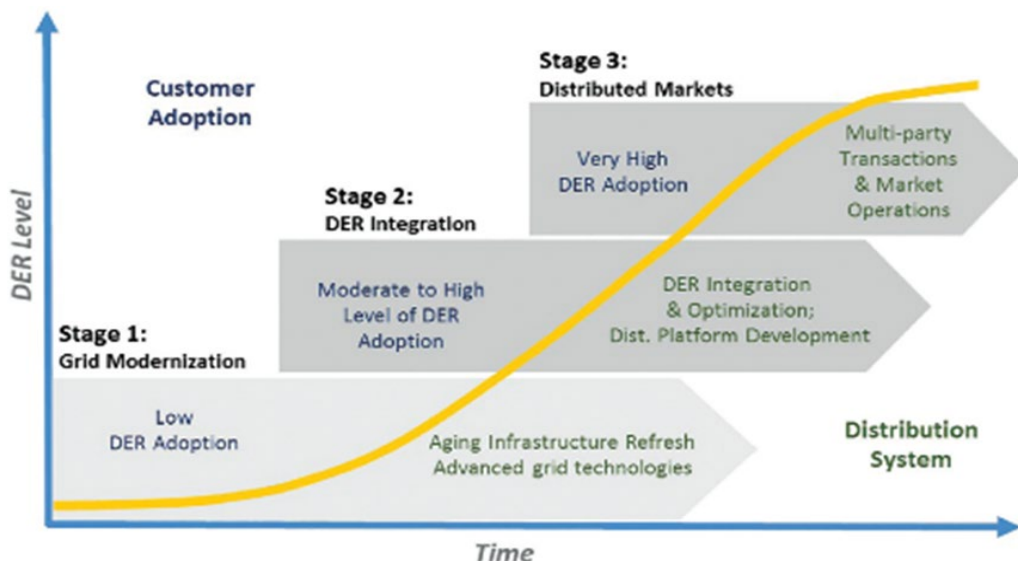 Customer
Adoption
Stage 3:
Distributed Markets
Very High
DER Adoption
Multi-party
Transactions
& Market
Operations
Stage 2:
DER Integration
Moderate to High
Level of DER
Adoption
DER Integration
& Optimization;
Dist. Platform Development
Stage 1:
Grid Modernization
Low
DER Adoption
Aging Infrastructure Refresh
Advanced grid technologies
Distribution
System
DER Level
Time